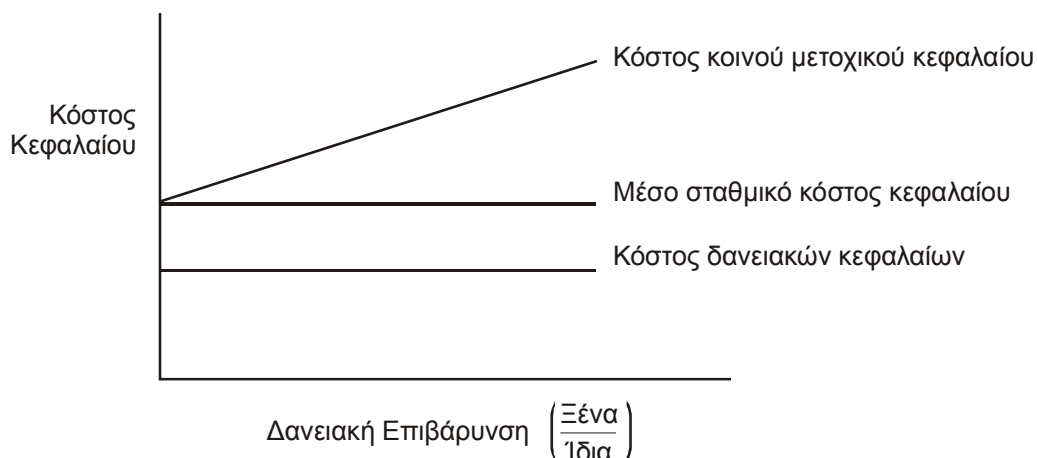 Κόστος κοινού μετοχικού κεφαλαίου
Κόστος
Κεφαλαίου
Μέσο σταθμικό κόστος κεφαλαίου
Κόστος δανειακών κεφαλαίων
Δανειακή Επιβάρυνση (Ξένα
Ίδια)